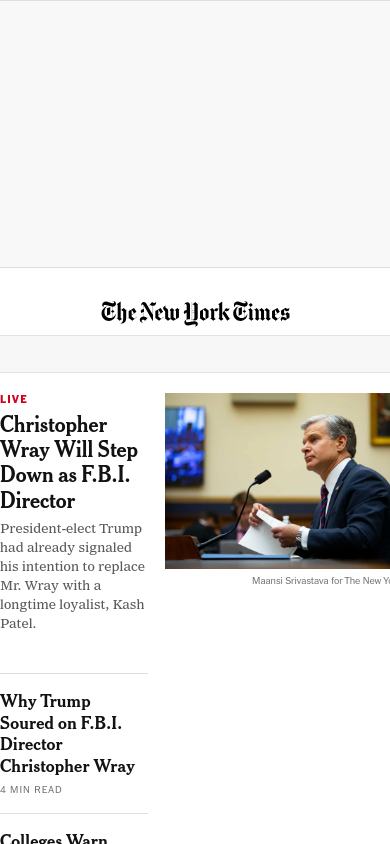 The New York Times
LIVE
Christopher
Wray Will Step
Down as F.B.I.
Director
President-elect Trump
had already signaled
his intention to replace
Mr. Wray with a
longtime loyalist, Kash
Patel.
Maansi Srivastava for The New Yo
Why Trump
Soured on F.B.I.
Director
Christopher Wray
4 MIN READ
Colleges Warn